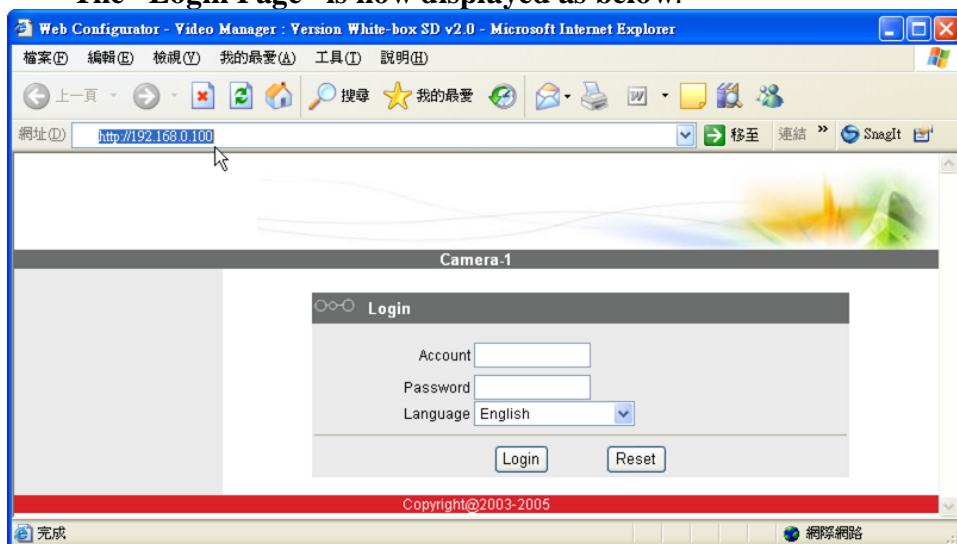 The "Login Page" is now displayed as below.
Web Configurator - Video Manager : Version White-box SD v2.0 - Microsoft Internet Explorer
檔案(F) 編輯(E) 檢視(V) 我的最愛(A) 工具(T) 說明(H)
上一頁 搜尋 我的最愛
網址(D) http://192.168.0.100 移至 連結 » SnagIt
Camera-1
Login
Account
Password
Language English
Login Reset
Copyright@2003-2005
完成 網際網路